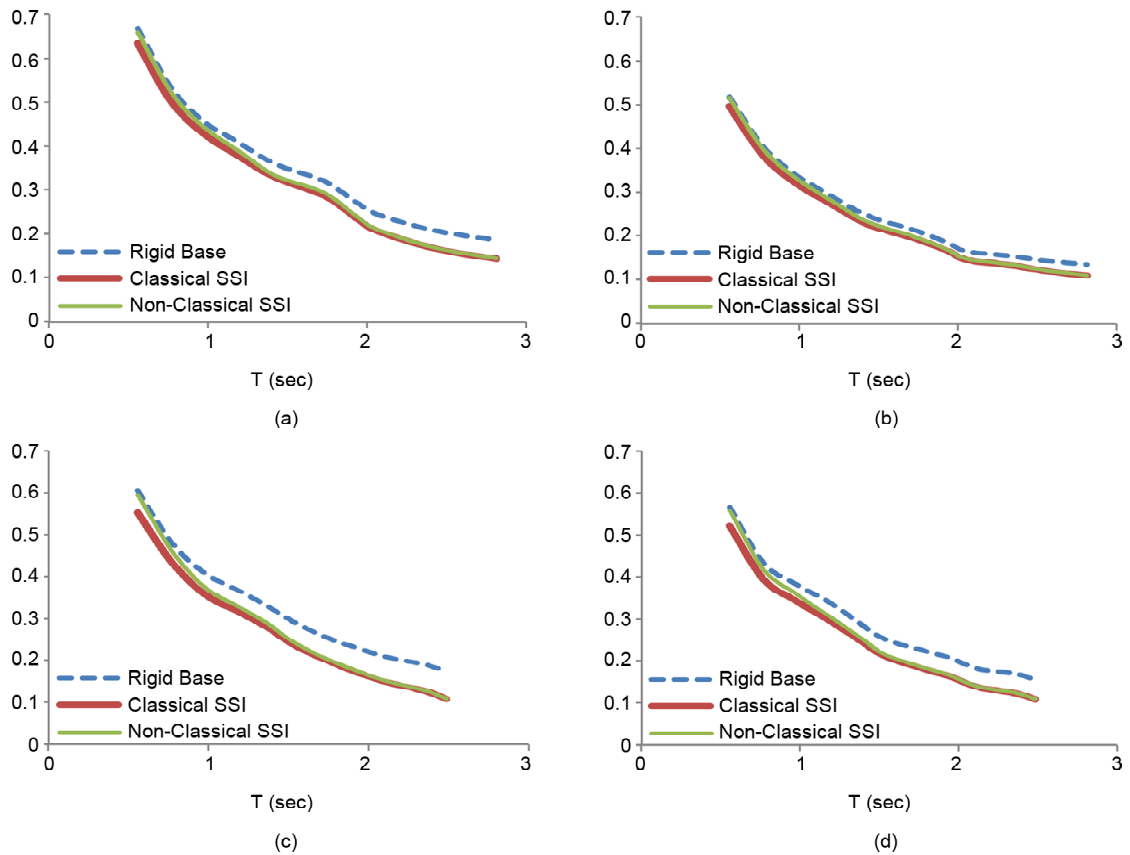 0.7
0.6
0.5
0.4
0.3
0.2
0.1
0
Rigid Base
Classical SSI
Non-Classical SSI
0 1 2 3
T (sec)
(a)
0.7
0.6
0.5
0.4
0.3
0.2
0.1
0
Rigid Base
Classical SSI
Non-Classical SSI
0 1 2 3
T (sec)
(b)
0.7
0.6
0.5
0.4
0.3
0.2
0.1
0
Rigid Base
Classical SSI
Non-Classical SSI
0 1 2 3
T (sec)
(c)
0.7
0.6
0.5
0.4
0.3
0.2
0.1
0
Rigid Base
Classical SSI
Non-Classical SSI
0 1 2 3
T (sec)
(d)